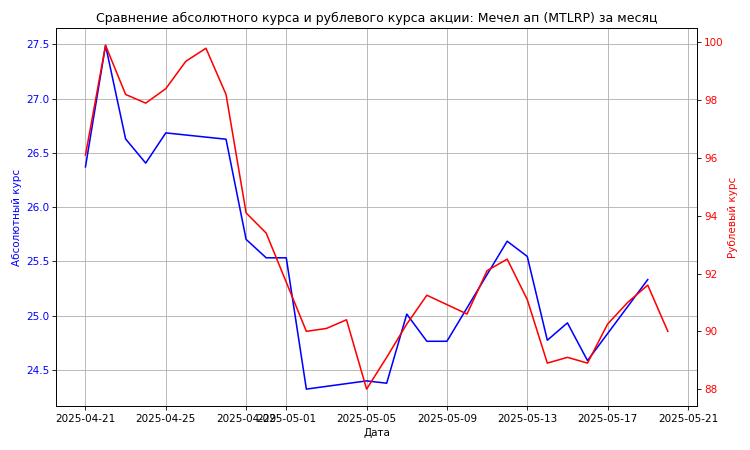 Сравнение абсолютного курса и рублевого курса акции: Мечел ап (MTLRP) за месяц
27.5
27.0
26.5
26.0
25.5
25.0
24.5
Абсолютный курс
100
98
96
94
92
90
88
Рублевый курс
2025-04-21 2025-04-25 2025-04-29 2025-05-01 2025-05-05 2025-05-09 2025-05-13 2025-05-17 2025-05-21
Дата